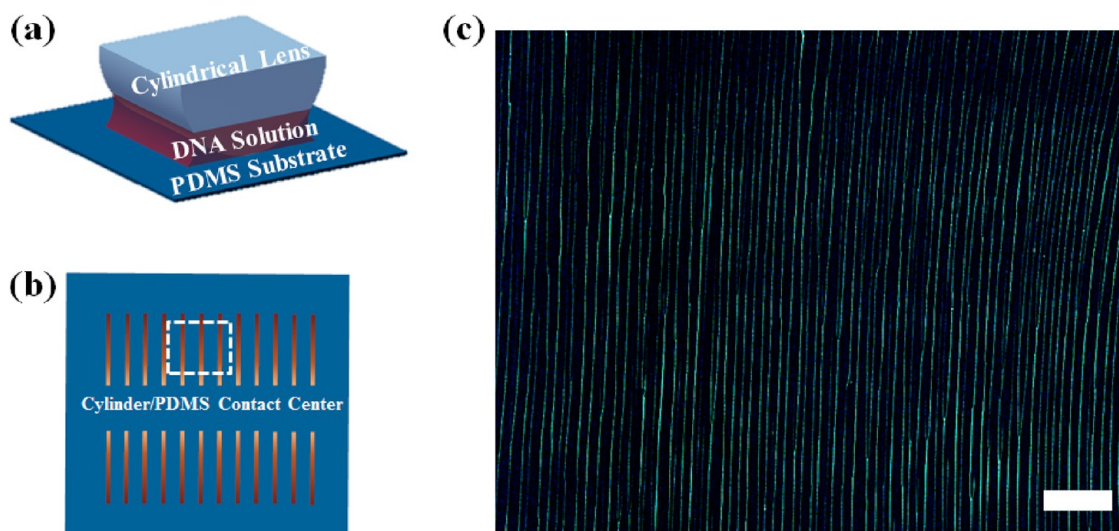 (a)
Cylindrical Lens
DNA Solution
PDMS Substrate
(b)
Cylinder/PDMS Contact Center
(c)